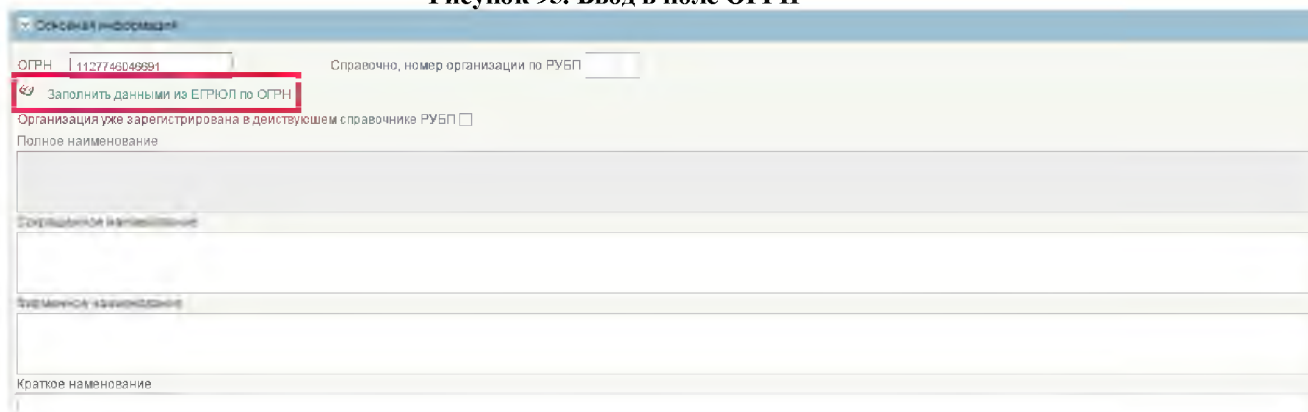 Рисунок 95. Ввод в поле ОГРН
Основная информация
ОГРН 1127746046691 Справочно, номер организации по РУБП
Заполнить данными из ЕГРЮЛ по ОГРН
Организация уже зарегистрирована в действующем справочнике РУБП
Полное наименование
Сокращенное наименование
Фирменное наименование
Краткое наменование